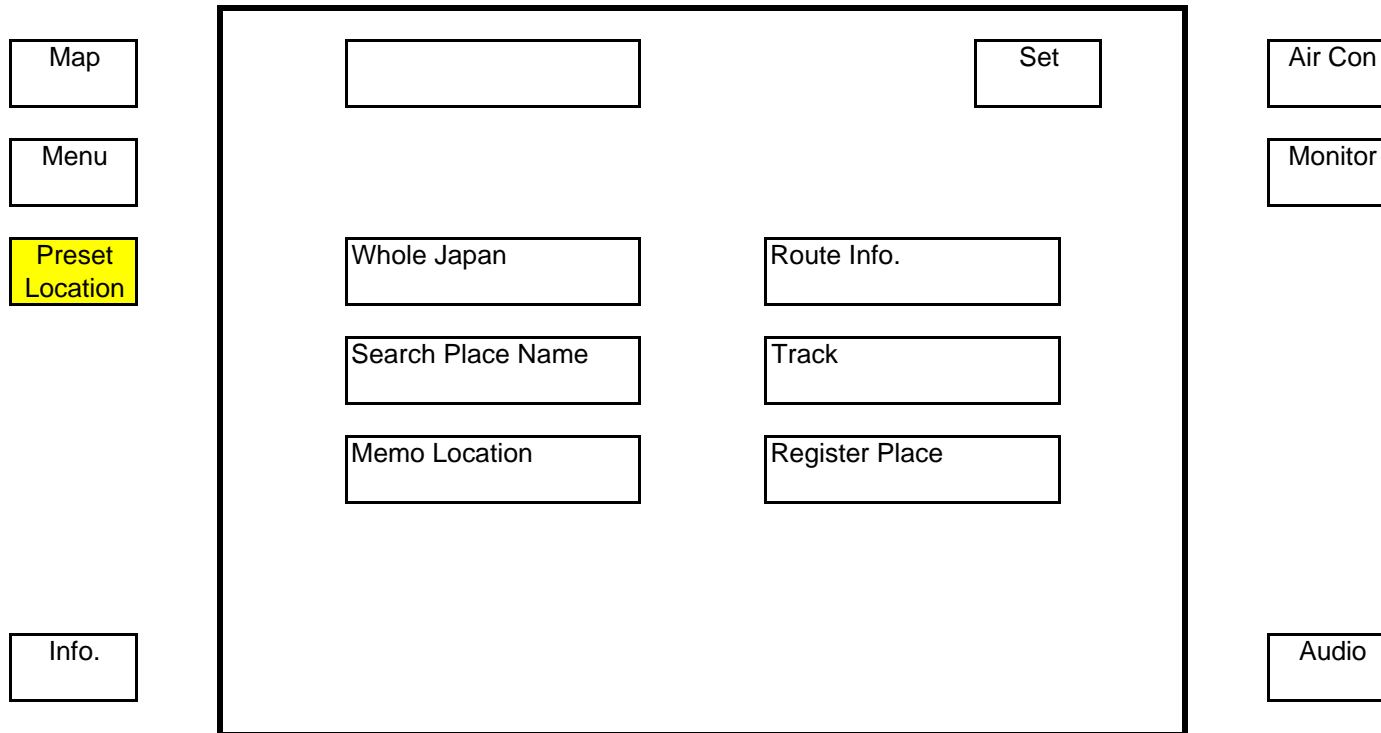 Map
Set
Air Con
Menu
Monitor
Preset
Location
Whole Japan
Route Info.
Search Place Name
Track
Memo Location
Register Place
Info.
Audio